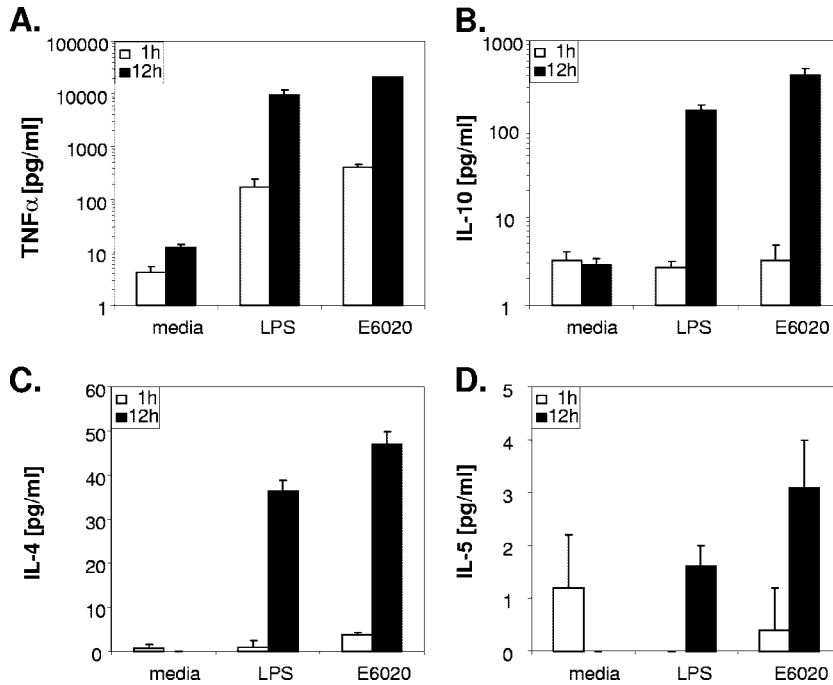 A.
1h
12h
TNFα [pg/ml]
100000
10000
1000
100
10
1
media LPS E6020
B.
1h
12h
IL-10 [pg/ml]
1000
100
10
1
media LPS E6020
C.
1h
12h
IL-4 [pg/ml]
60
50
40
30
20
10
0
media LPS E6020
D.
1h
12h
IL-5 [pg/ml]
5
4
3
2
1
0
media LPS E6020